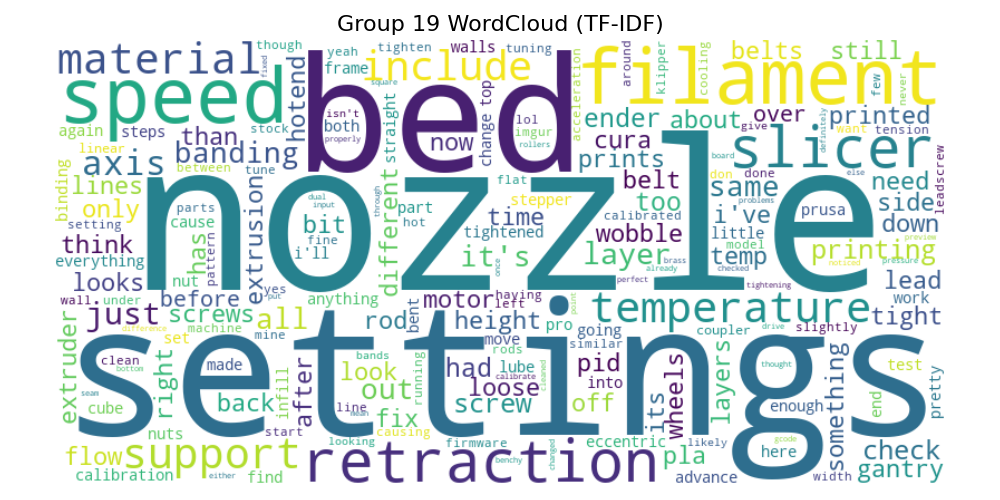 Group 19 WordCloud (TF-IDF)
material
though
yeah
tighten
walls
tuning
frame
include
fixed
square
bed
filament
around
klipper
cooling
belts
still
few
never
speed
hotend
isn't
both
properly
straight
now
change
top
lol
imgur
rollers
acceleration
ender
about
over
give
definitely
want
printed
tension
again
steps
than
stock
linear
between
tune
banding
axis
cura
prints
slicer
board
don
done
else
problems
leadscrew
binding
setting
lines
only
parts
cause
has
pattern
extrusion
nozzle
dual
input
bit
fine
i'll
through
different
part
hot
flat
stepper
time
tightened
it's
once
belt
too
wobble
layer
already
brass
same
i've
calibrated
little
temp
model
checked
prusa
need
side
down
printing
preview
noticed
pressure
think
everything
looks
nut
yes
put
before
anything
perfect
tightening
lead
work
wall
under
just
difference
screws
machine
set
mine
all
rod
bent
motor
having
left
height
move
pro
going
similar
point
temperature
coupler
drive
slightly
tight
settings
extruder
clean
bottom
seam
cube
right
made
back
infill
after
look
bands
out
running
had
rods
lube
calibrate
loose
screw
cleaned
pid
into
off
its
wheels
layers
thought
enough
here
gcode
something
test
end
pretty
check
gantry
flow
nuts
support
start
line
mean
fix
causing
looking
firmware
benchy
changed
retraction
eccentric
likely
pla
advance
width
calibration
find
either